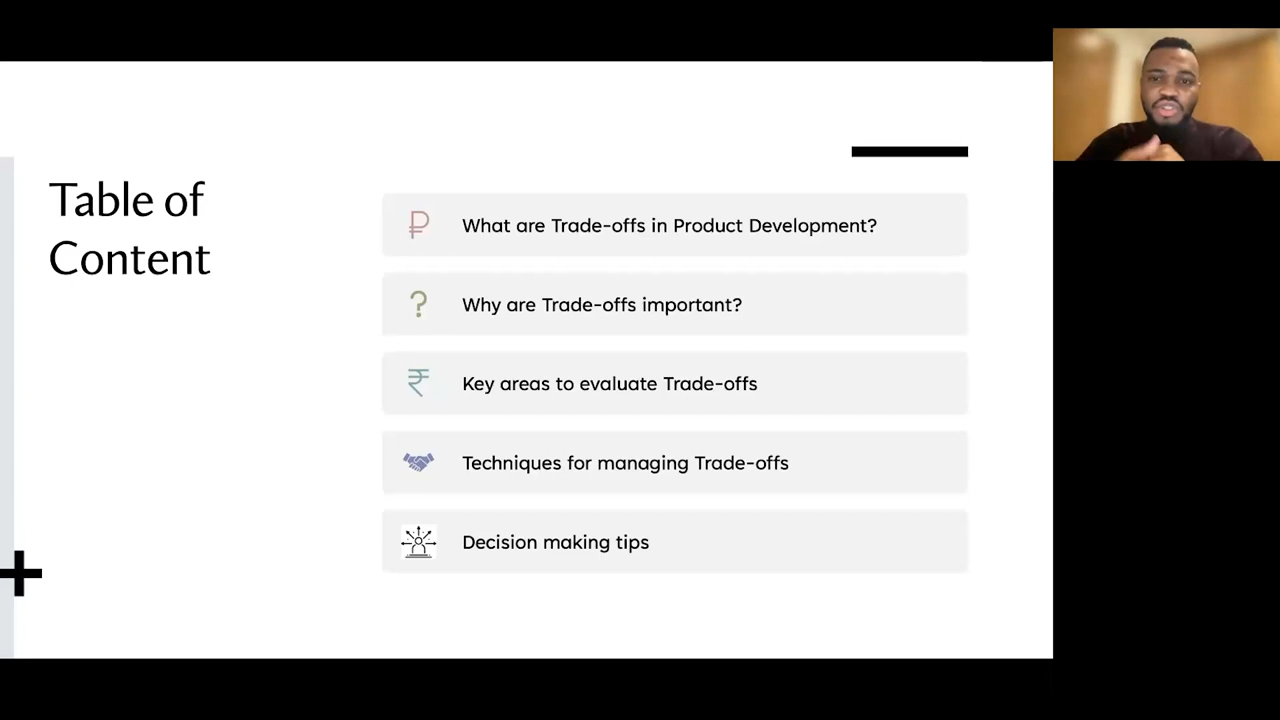 Table of
Content
What are Trade-offs in Product Development?
Why are Trade-offs important?
Key areas to evaluate Trade-offs
Techniques for managing Trade-offs
Decision making tips